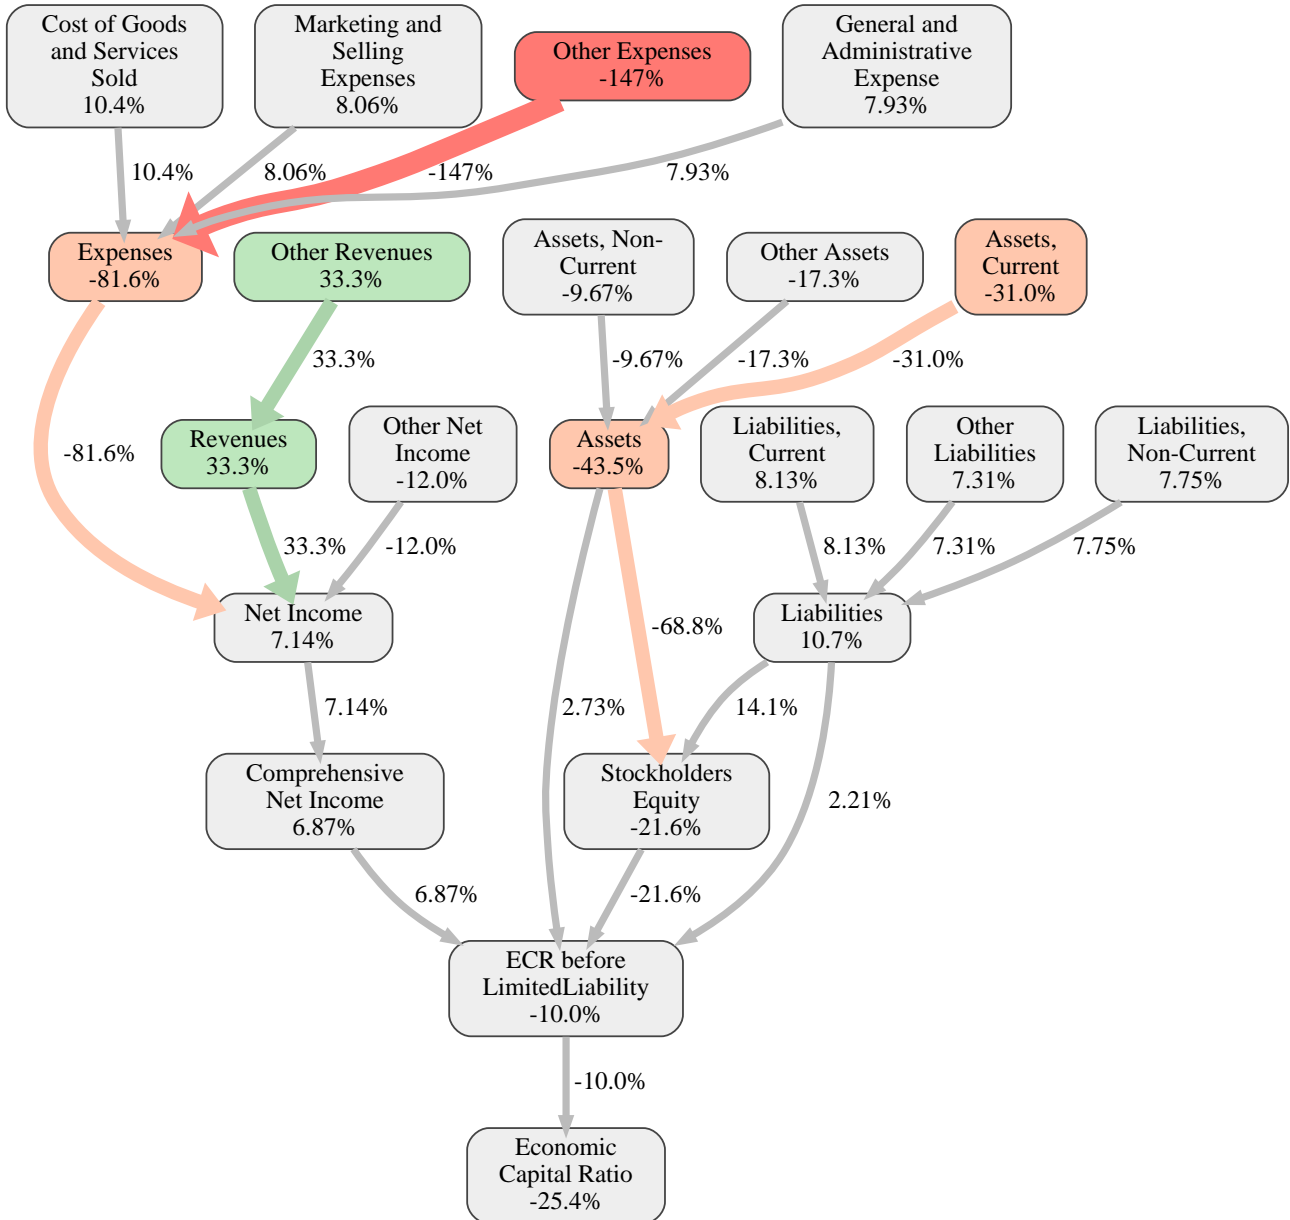 Cost of Goods
and Services
Sold
10.4%
Marketing and
Selling
Expenses
8.06%
Other Expenses
-147%
General and
Administrative
Expense
7.93%
10.4%
8.06%
-147%
7.93%
Expenses
-81.6%
Other Revenues
33.3%
Assets, Non-
Current
-9.67%
Other Assets
-17.3%
Assets,
Current
-31.0%
33.3%
-9.67%
-17.3%
-31.0%
-81.6%
Revenues
33.3%
Other Net
Income
-12.0%
Assets
-43.5%
Liabilities,
Current
8.13%
Other
Liabilities
7.31%
Liabilities,
Non-Current
7.75%
33.3%
-12.0%
8.13%
7.31%
7.75%
Net Income
7.14%
-68.8%
Liabilities
10.7%
7.14%
2.73%
14.1%
Comprehensive
Net Income
6.87%
Stockholders
Equity
-21.6%
2.21%
6.87%
-21.6%
ECR before
LimitedLiability
-10.0%
-10.0%
Economic
Capital Ratio
-25.4%